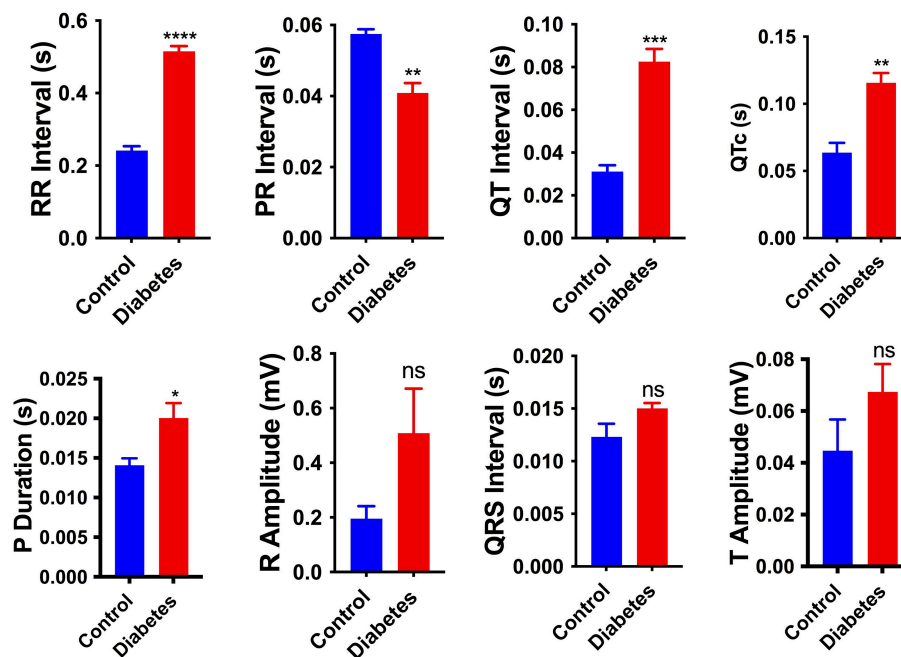 RR Interval (s)
0.6
0.4
0.2
0.0
****
Control
Diabetes
PR Interval (s)
0.06
0.04
0.02
0.00
**
Control
Diabetes
QT Interval (s)
0.10
0.08
0.06
0.04
0.02
0.00
***
Control
Diabetes
QTc (s)
0.15
0.10
0.05
0.00
**
Control
Diabetes
P Duration (s)
0.025
0.020
0.015
0.010
0.005
0.000
*
Control
Diabetes
R Amplitude (mV)
0.8
0.6
0.4
0.2
0.0
ns
Control
Diabetes
QRS Interval (s)
0.020
0.015
0.010
0.005
0.000
ns
Control
Diabetes
T Amplitude (mV)
0.08
0.06
0.04
0.02
0.00
ns
Control
Diabetes